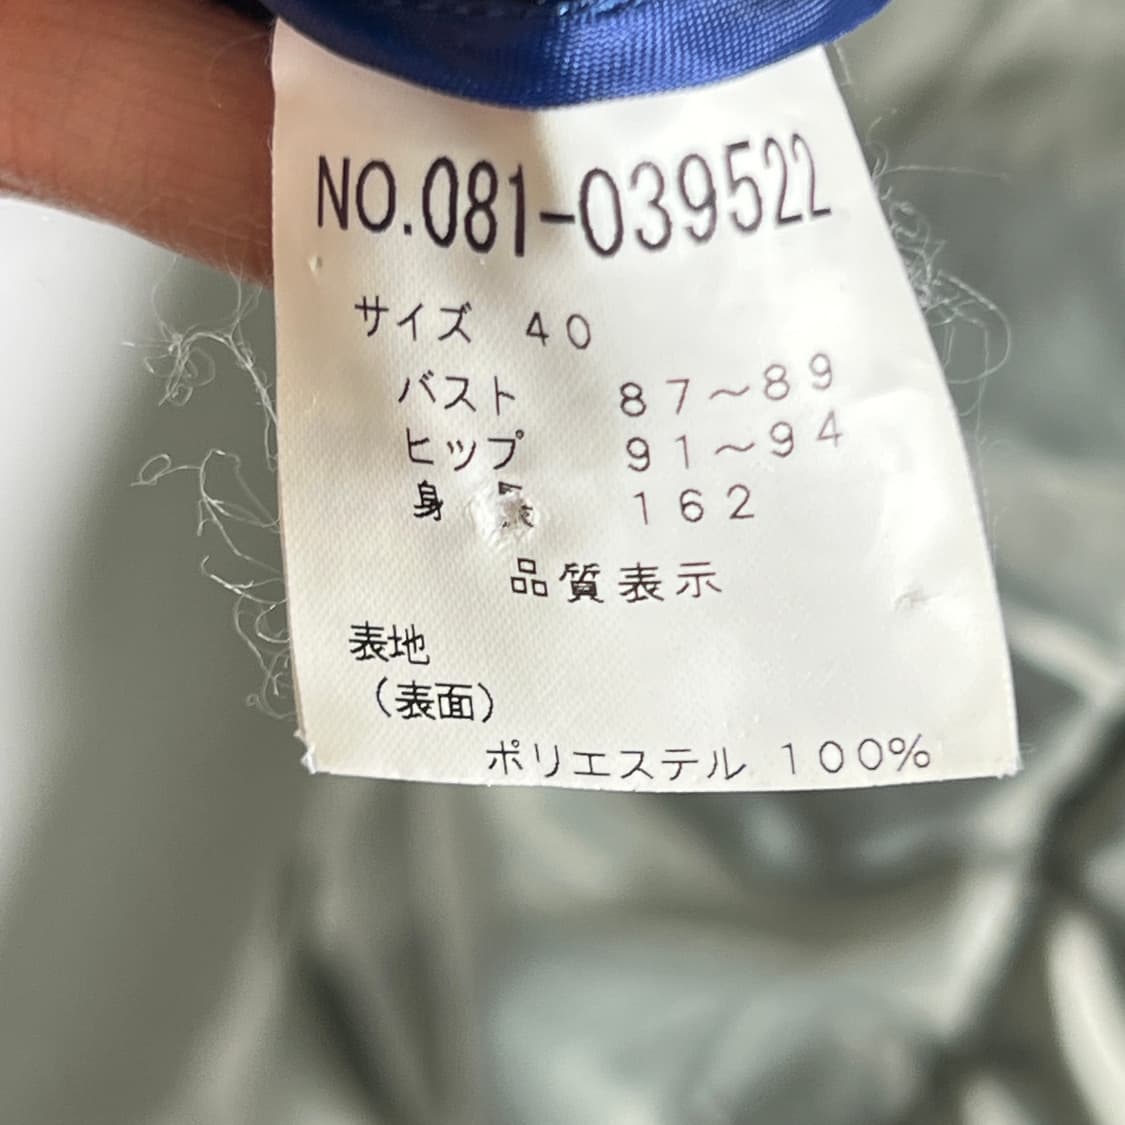 NO.081-039522
サイズ 40
バスト 87～89
ヒップ 91～94
身長 162
品質表示
表地
（表面）
ポリエステル 100%